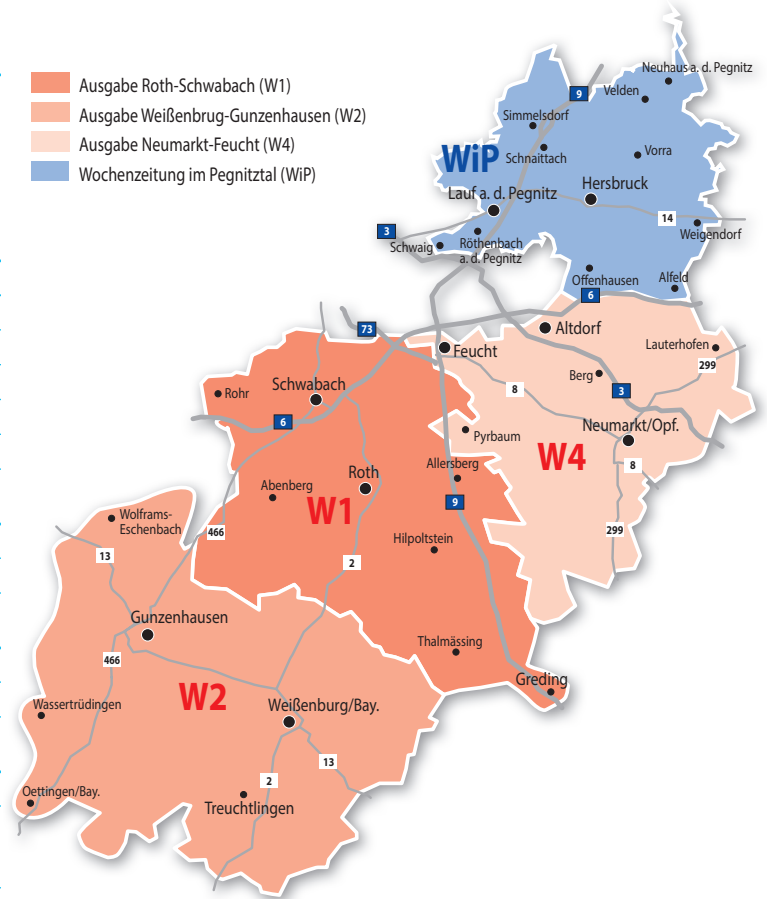 Ausgabe Roth-Schwabach (W1)
Ausgabe Weißenbrug-Gunzenhausen (W2)
Ausgabe Neumarkt-Feucht (W4)
Wochenzeitung im Pegnitztal (WiP)
Neuhaus a. d. Pegnitz
9
Velden
Simmelsdorf
WiP
Schnaittach
Vorra
Lauf a. d. Pegnitz
Hersbruck
14
3
Schwaig
Röthenbach
a. d. Pegnitz
Weigendorf
Offenhausen
Alfeld
6
73
Altdorf
Feucht
Lauterhofen
299
Schwabach
Rohr
8
Berg
3
6
Neumarkt/Opf.
Pyrbaum
W4
8
Roth
Allersberg
Abenberg
9
W1
Wolframs-
Eschenbach
466
299
13
Hilpoltstein
2
Gunzenhausen
466
Thalmässing
Greding
W2
Wassertrüdingen
Weißenburg/Bay.
13
2
Oettingen/Bay.
Treuchtlingen